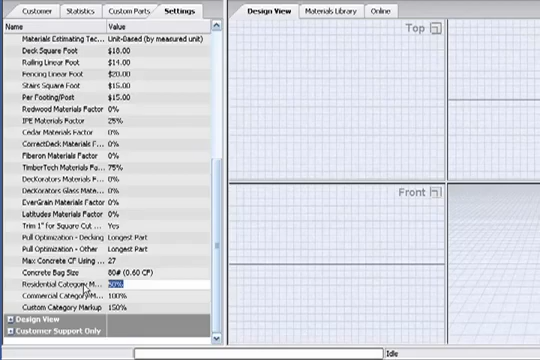 Customer Statistics Custom Parts Settings Design View Materials Library Online
Name Value
Materials Estimating Tec... Unit-Based (by measured unit)
Deck Square Foot $18.00
Railing Linear Foot $14.00
Fencing Linear Foot $20.00
Stairs Square Foot $15.00
Per Footing/Post $15.00
Redwood Materials Factor 0%
IPE Materials Factor 25%
Cedar Materials Factor 0%
CorrectDeck Materials F... 0%
Fiberon Materials Factor 0%
TimberTech Materials Fa... 75%
DecKorators Materials F... 0%
DecKorators Glass Mate... 0%
EverGrain Materials Factor 0%
Latitudes Materials Factor 0%
Trim 1" for Square Cut ... Yes
Pull Optimization - Decking Longest Part
Pull Optimization - Other Longest Part
Max Concrete CF Using ... 27
Concrete Bag Size 80# (0.60 CF)
Residential Category M... 50%
Commercial Category M... 100%
Custom Category Markup 150%
Design View
Customer Support Only
Top
Front
Idle